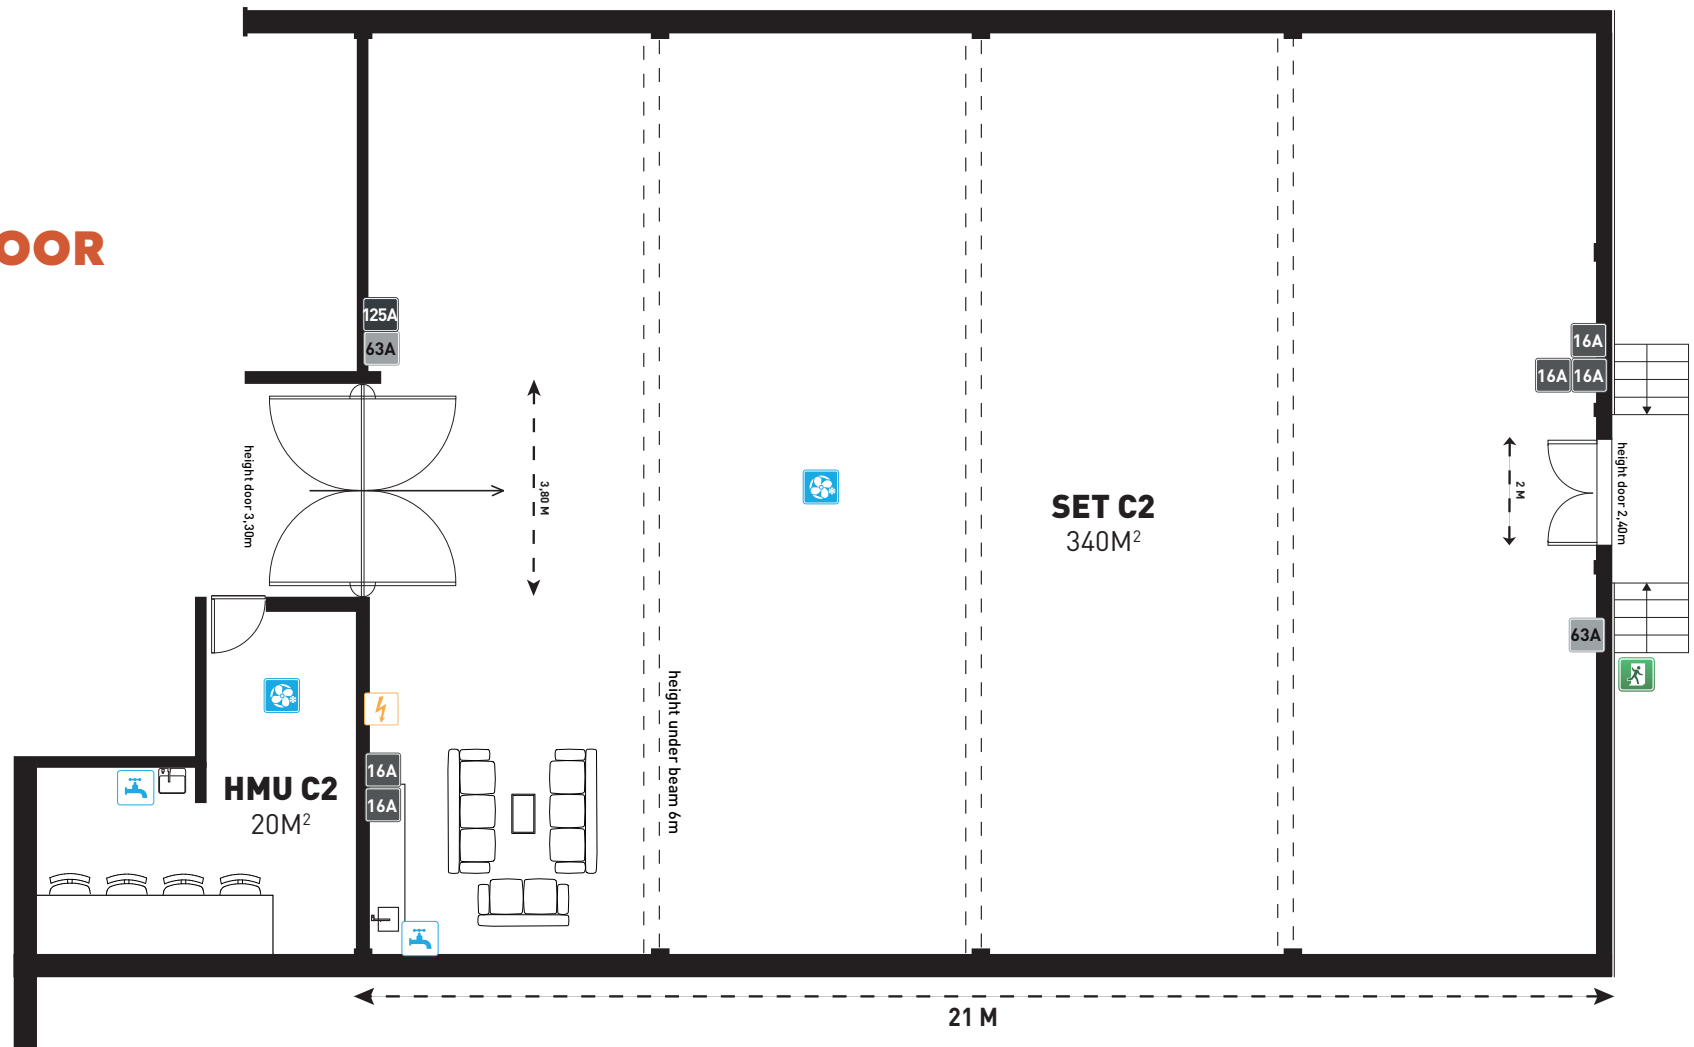 OOR
125A
63A
16A
16A 16A
height door 3,30m
3,80 M
SET C2
340M²
2 M
height door 2,40m
63A
height under beam 6m
16A
16A
HMU C2
20M²
21 M